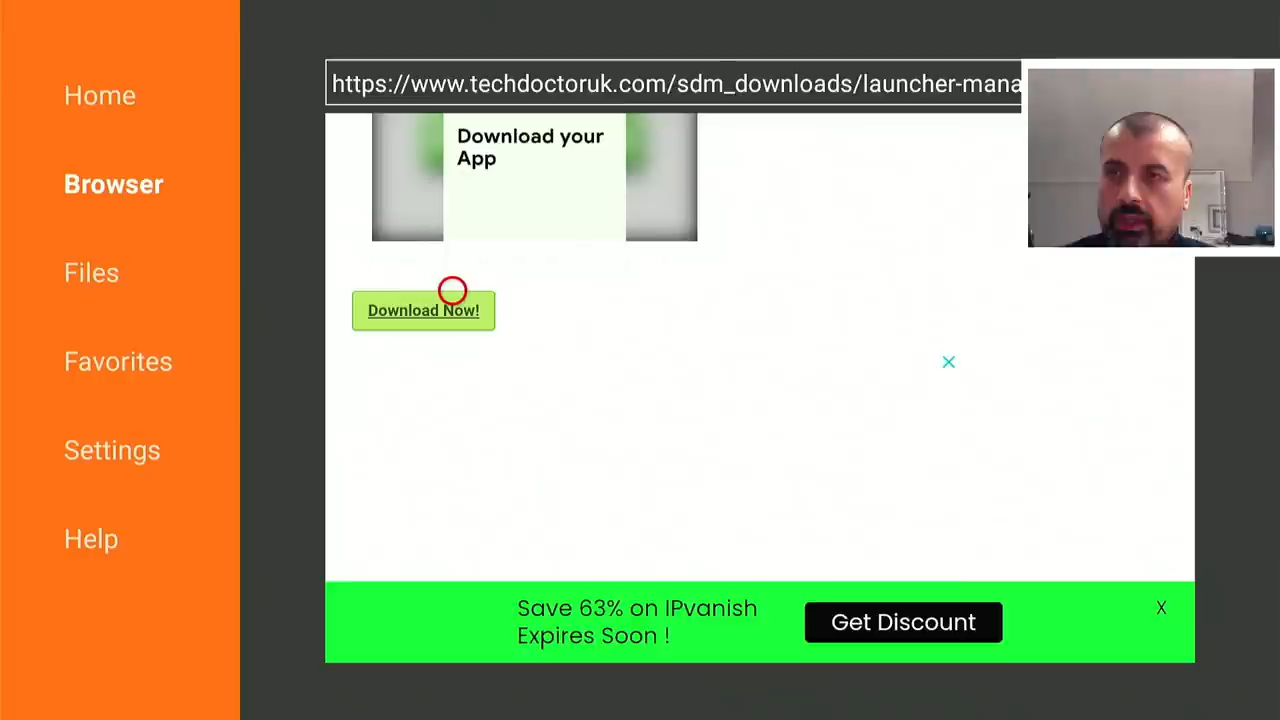 Home
Browser
Files
Favorites
Settings
Help
https://www.techdoctoruk.com/sdm_downloads/launcher-mana
Download your
App
Download Now!
Save 63% on IPvanish
Expires Soon !
Get Discount
X